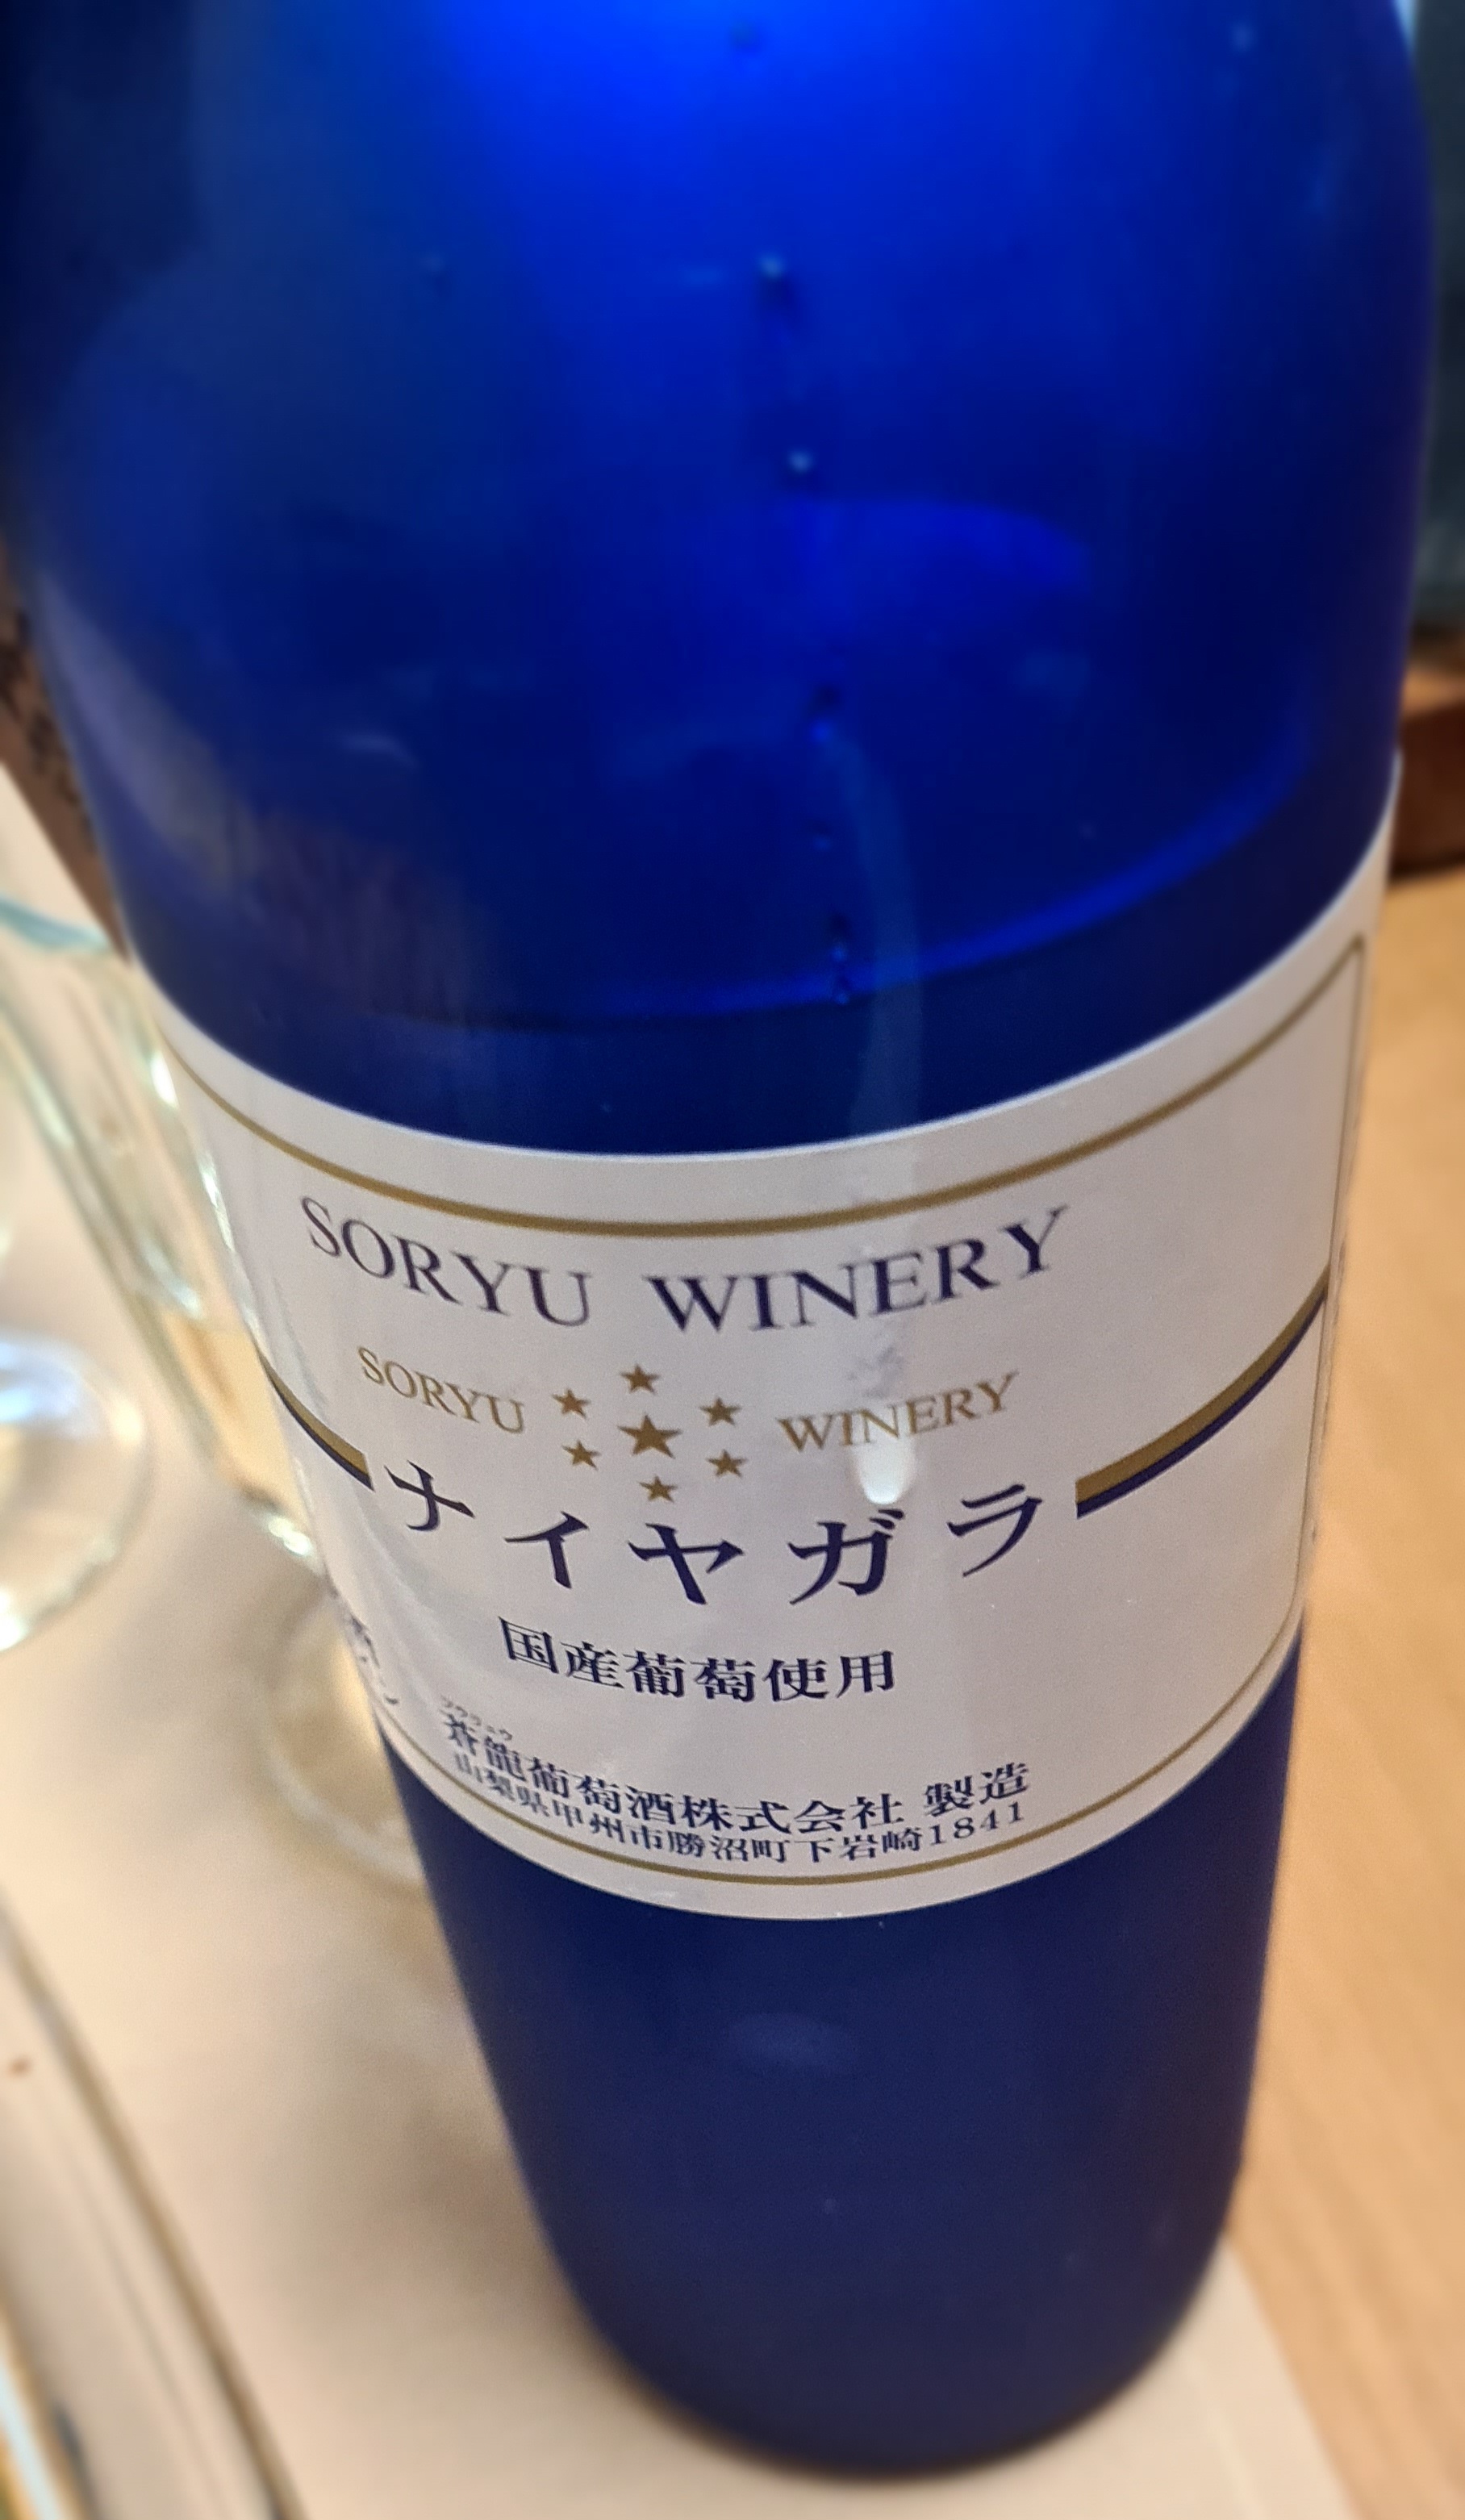 SORYU WINERY
SORYU WINERY
ナイヤガラ
国産葡萄使用
ソウリュウ
蒼龍葡萄酒株式会社 製造
山梨県甲州市勝沼町下岩崎1841